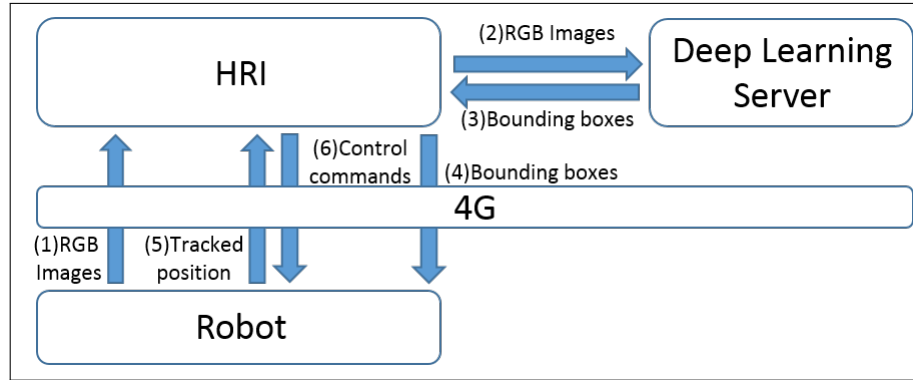 HRI
(2)RGB Images
Deep Learning
Server
(3)Bounding boxes
(6)Control
commands
(4)Bounding boxes
4G
(1)RGB
Images
(5)Tracked
position
Robot